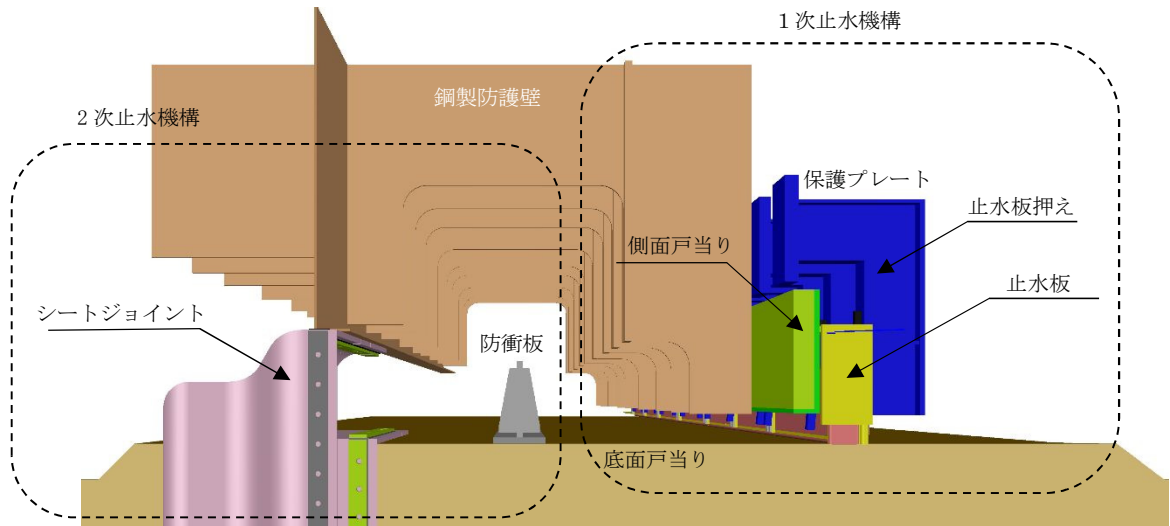 １次止水機構
鋼製防護壁
２次止水機構
保護プレート
止水板押え
側面戸当り
止水板
シートジョイント
防衝板
底面戸当り